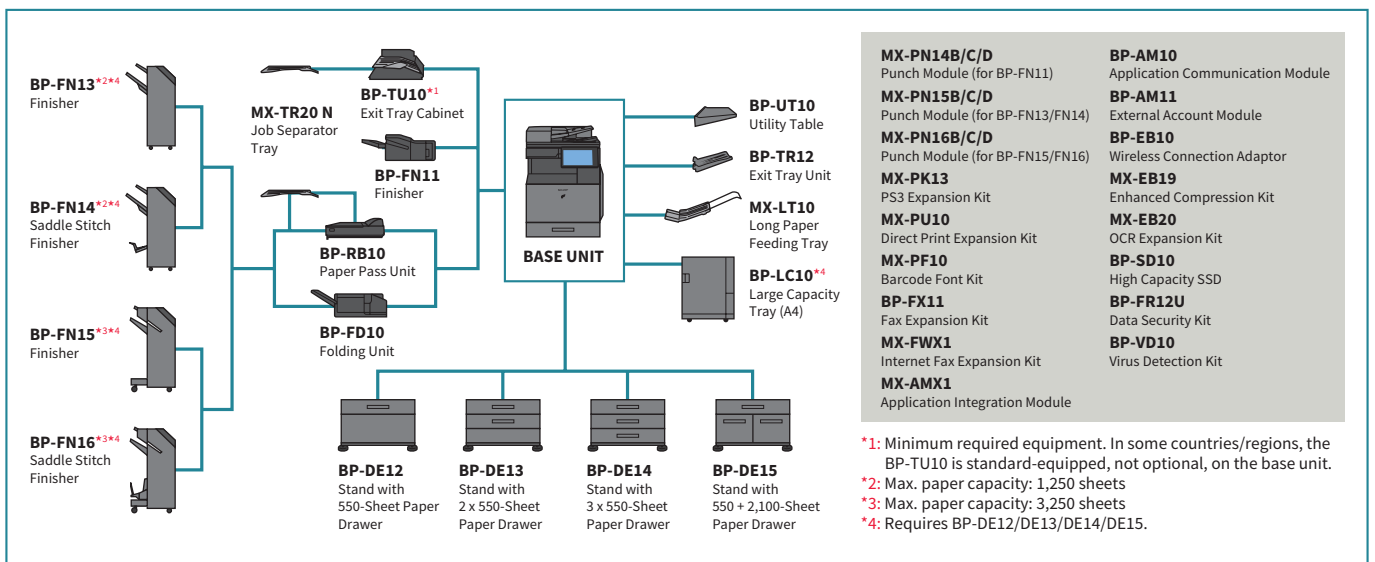 BP-FN13*2*4
Finisher
BP-FN14*2*4
Saddle Stitch
Finisher
BP-FN15*3*4
Finisher
BP-FN16*3*4
Saddle Stitch
Finisher
MX-TR20 N
Job Separator
Tray
BP-TU10*1
Exit Tray Cabinet
BP-FN11
Finisher
BP-RB10
Paper Pass Unit
BP-FD10
Folding Unit
BASE UNIT
BP-UT10
Utility Table
BP-TR12
Exit Tray Unit
MX-LT10
Long Paper
Feeding Tray
BP-LC10*4
Large Capacity
Tray (A4)
BP-DE12
Stand with
550-Sheet Paper
Drawer
BP-DE13
Stand with
2 x 550-Sheet
Paper Drawer
BP-DE14
Stand with
3 x 550-Sheet
Paper Drawer
BP-DE15
Stand with
550 + 2,100-Sheet
Paper Drawer
MX-PN14B/C/D
Punch Module (for BP-FN11)
MX-PN15B/C/D
Punch Module (for BP-FN13/FN14)
MX-PN16B/C/D
Punch Module (for BP-FN15/FN16)
MX-PK13
PS3 Expansion Kit
MX-PU10
Direct Print Expansion Kit
MX-PF10
Barcode Font Kit
BP-FX11
Fax Expansion Kit
MX-FWX1
Internet Fax Expansion Kit
MX-AMX1
Application Integration Module
BP-AM10
Application Communication Module
BP-AM11
External Account Module
BP-EB10
Wireless Connection Adaptor
MX-EB19
Enhanced Compression Kit
MX-EB20
OCR Expansion Kit
BP-SD10
High Capacity SSD
BP-FR12U
Data Security Kit
BP-VD10
Virus Detection Kit
*1: Minimum required equipment. In some countries/regions, the
BP-TU10 is standard-equipped, not optional, on the base unit.
*2: Max. paper capacity: 1,250 sheets
*3: Max. paper capacity: 3,250 sheets
*4: Requires BP-DE12/DE13/DE14/DE15.